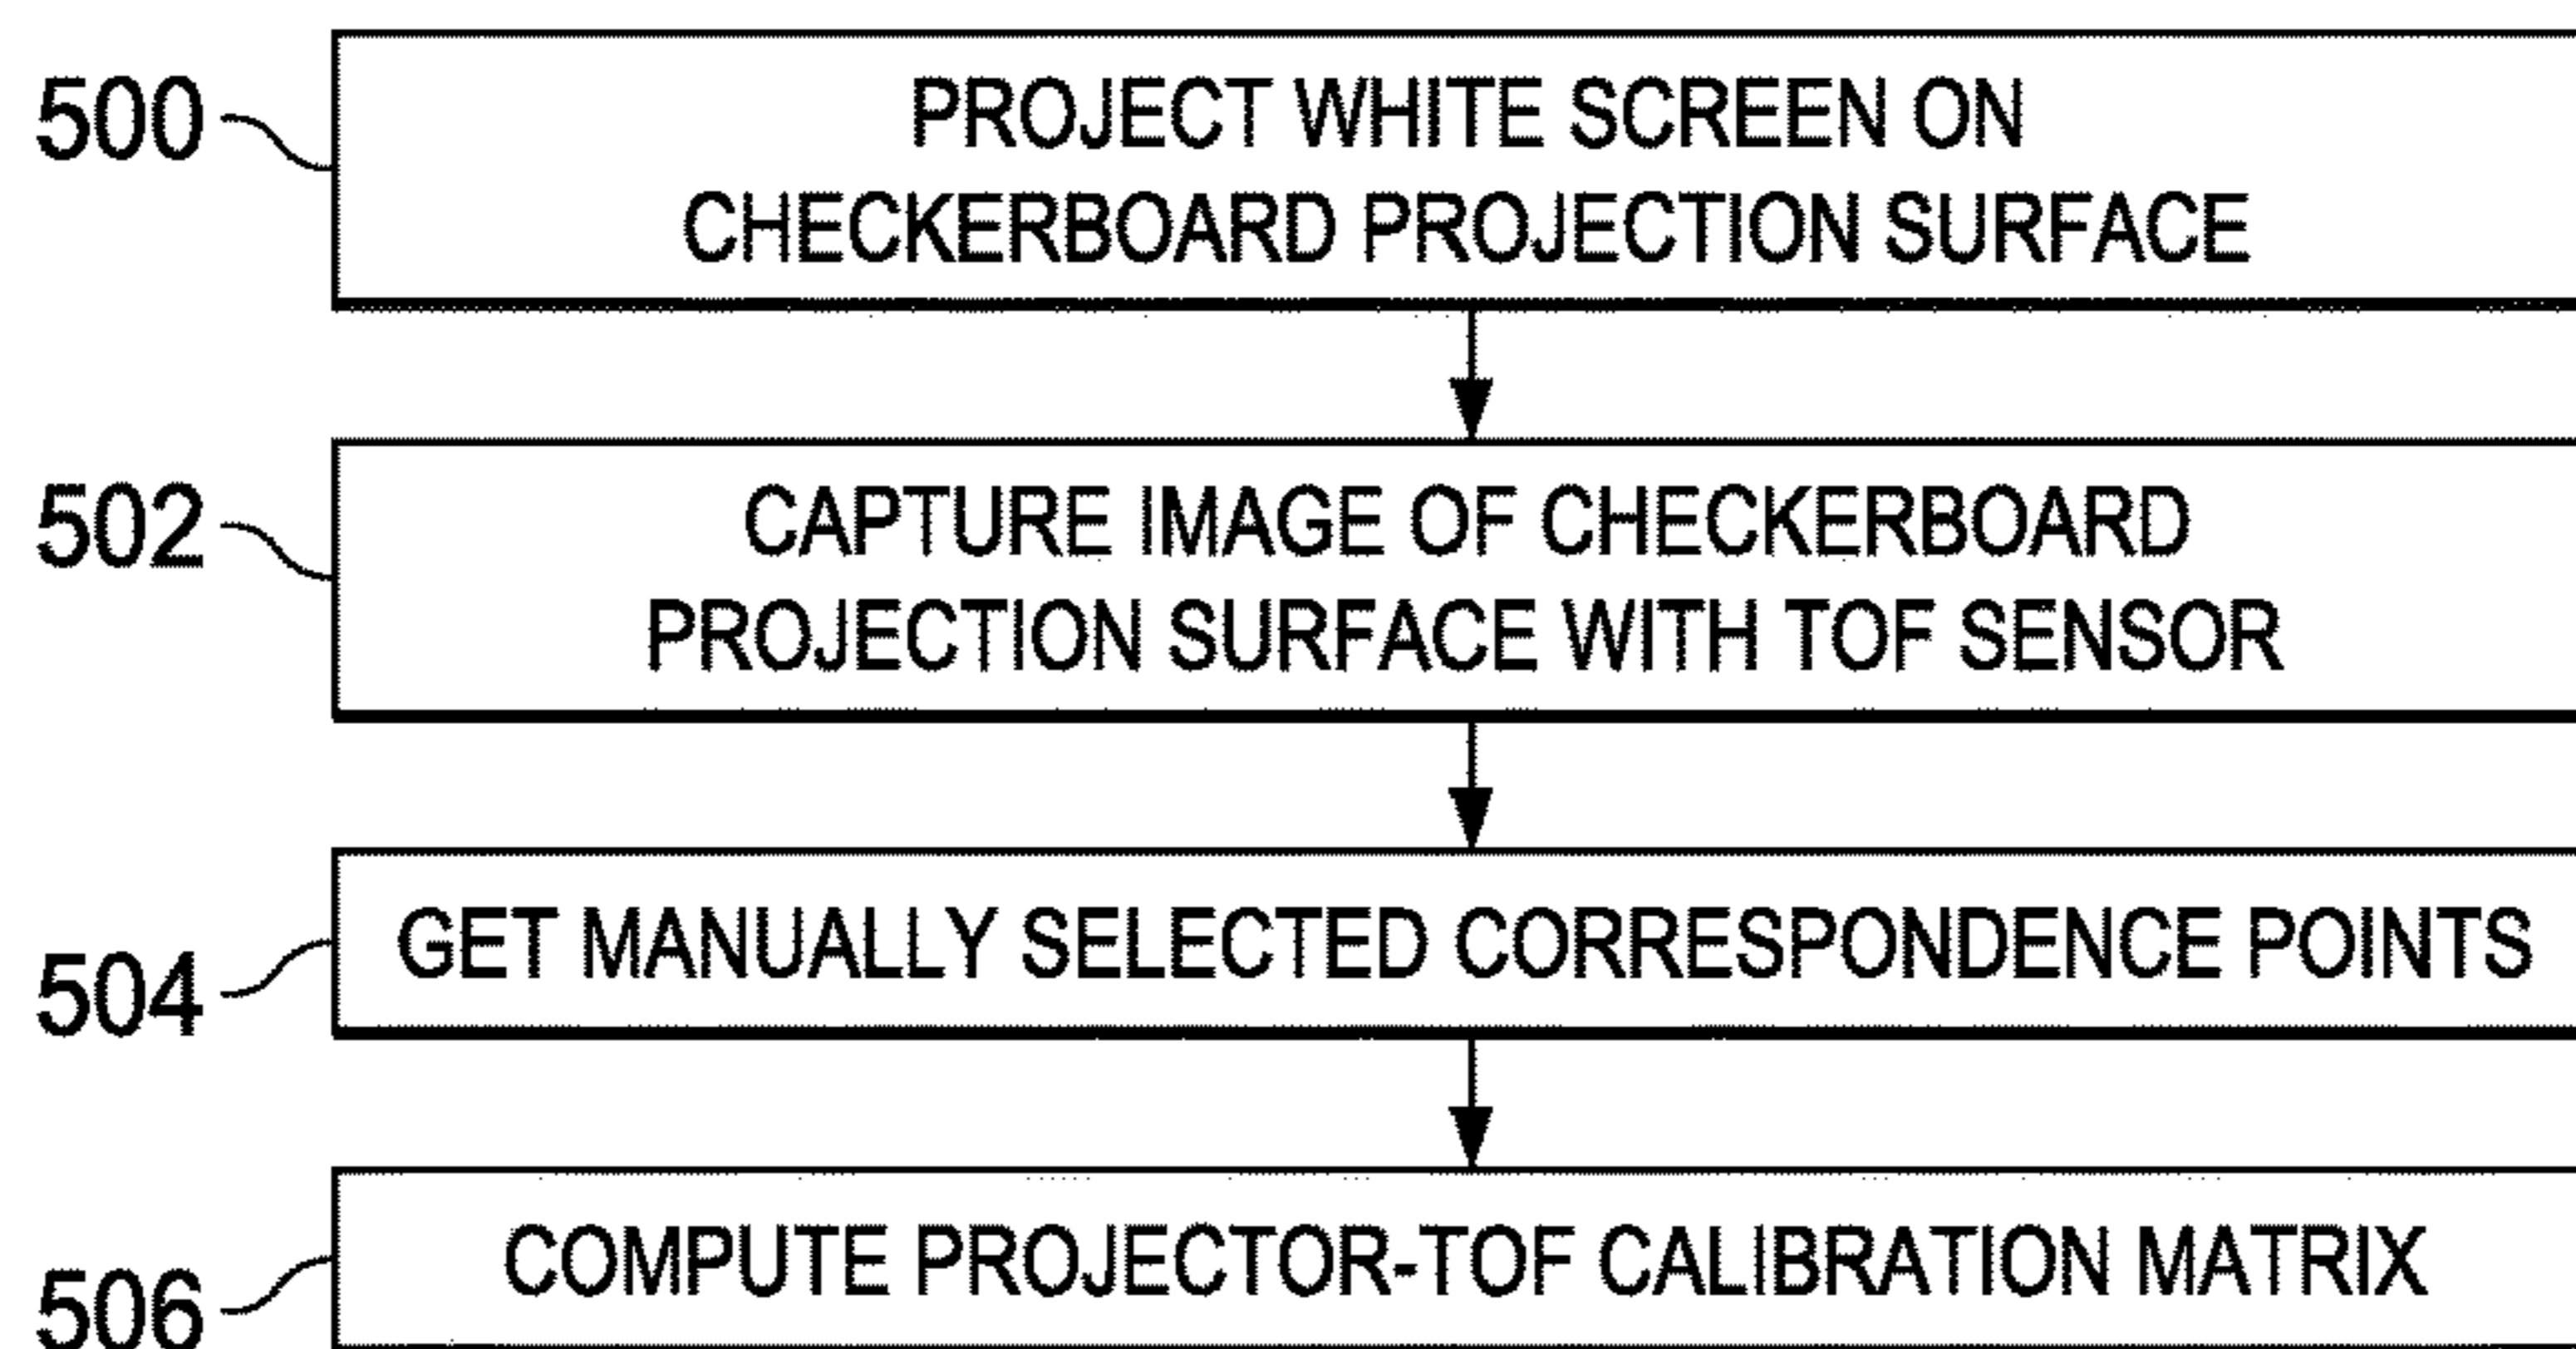 500
PROJECT WHITE SCREEN ON
CHECKERBOARD PROJECTION SURFACE
502
CAPTURE IMAGE OF CHECKERBOARD
PROJECTION SURFACE WITH TOF SENSOR
504
GET MANUALLY SELECTED CORRESPONDENCE POINTS
506
COMPUTE PROJECTOR-TOF CALIBRATION MATRIX